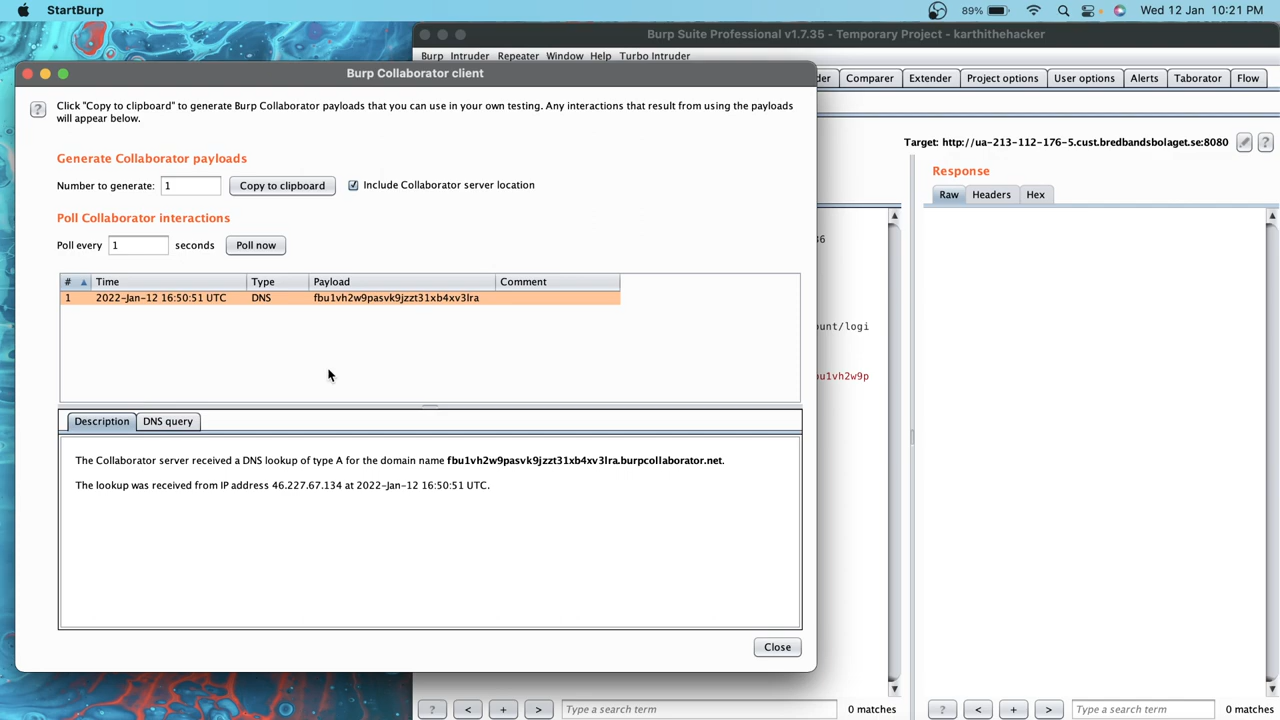 StartBurp
89%
Wed 12 Jan 10:21 PM
Burp Suite Professional v1.7.35 - Temporary Project - karthithehacker
Burp Intruder Repeater Window Help Turbo Intruder
Burp Collaborator client
der Comparer Extender Project options User options Alerts Taborator Flow
? Click "Copy to clipboard" to generate Burp Collaborator payloads that you can use in your own testing. Any interactions that result from using the payloads
will appear below.
Target: http://ua-213-112-176-5.cust.bredbandsbolaget.se:8080 ?
Generate Collaborator payloads
Response
Number to generate: 1 Copy to clipboard Include Collaborator server location
Raw Headers Hex
Poll Collaborator interactions
Poll every 1 seconds Poll now
# Time Type Payload Comment
1 2022-Jan-12 16:50:51 UTC DNS fbu1vh2w9pasvk9jzzt31xb4xv3lra
unt/logi
bu1vh2w9p
Description DNS query
The Collaborator server received a DNS lookup of type A for the domain name fbu1vh2w9pasvk9jzzt31xb4xv3lra.burpcollaborator.net.
The lookup was received from IP address 46.227.67.134 at 2022-Jan-12 16:50:51 UTC.
Close
? < + > Type a search term 0 matches
? < + > Type a search term 0 matches